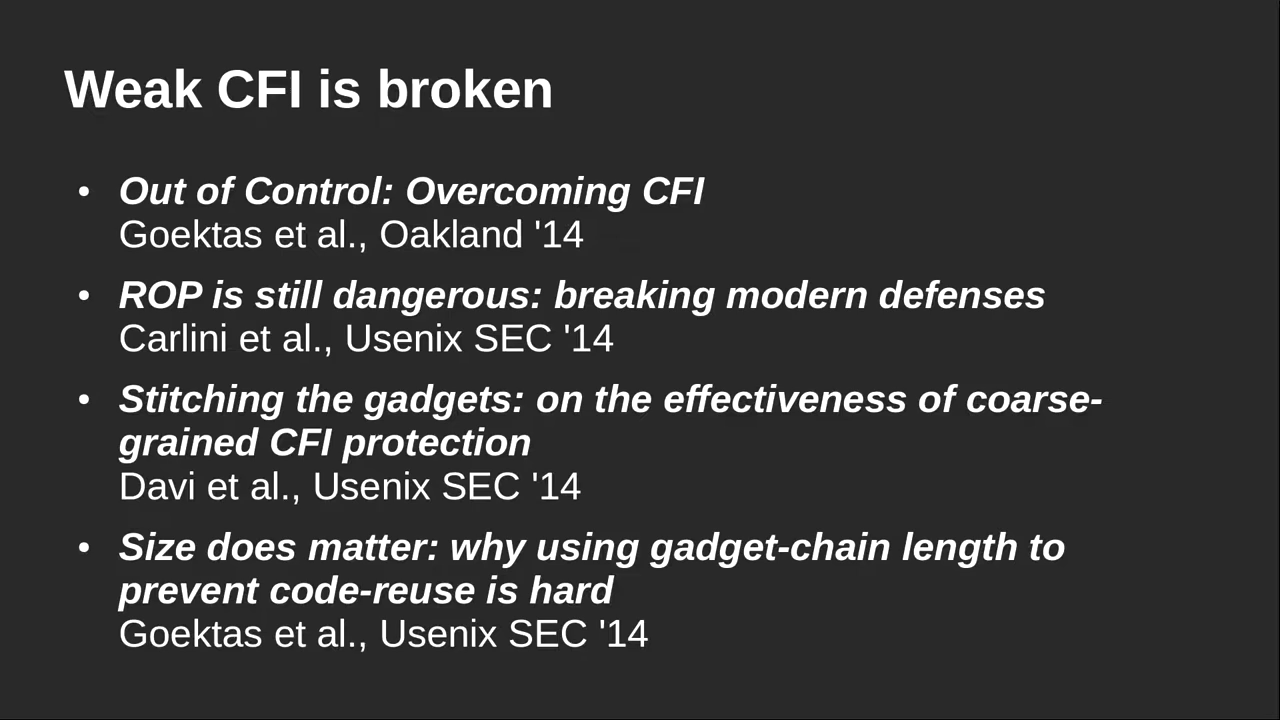 Weak CFI is broken
• Out of Control: Overcoming CFI
Goektas et al., Oakland '14
• ROP is still dangerous: breaking modern defenses
Carlini et al., Usenix SEC '14
• Stitching the gadgets: on the effectiveness of coarse-
grained CFI protection
Davi et al., Usenix SEC '14
• Size does matter: why using gadget-chain length to
prevent code-reuse is hard
Goektas et al., Usenix SEC '14